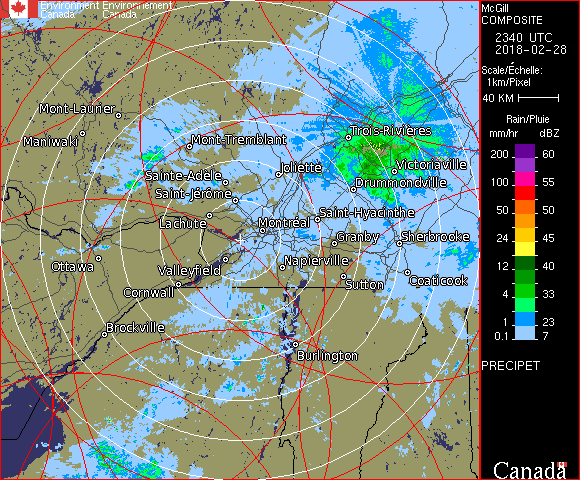 Environment Environnement
Canada Canada
McGill
COMPOSITE
2340 UTC
2018-02-28
Scale/Échelle:
1km/Pixel
40 KM
Rain/Pluie
mm/hr dBZ
200 60
100 55
50 50
24 45
12 40
4 33
1 23
0.1 7
PRECIPET
Canada
Mont-Laurier
Maniwaki
Mont-Tremblant
Trois-Rivières
Victoriaville
Joliette
Sainte-Adèle
Drummondville
Saint-Jérôme
Lachute
Montréal
Saint-Hyacinthe
Granby
Sherbrooke
Ottawa
Valleyfield
Napierville
Sutton
Coaticook
Cornwall
Brockville
Burlington